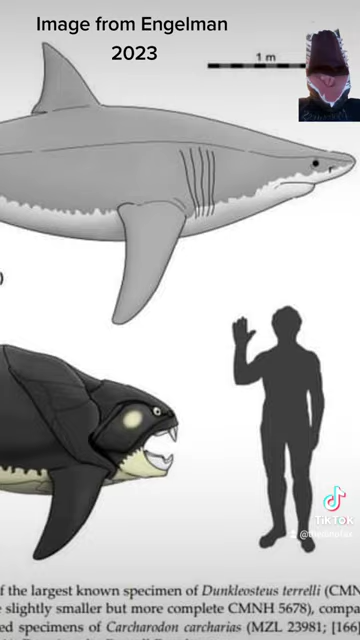 Image from Engelman
2023
1 m
)
TikTok
f the largest known specimen of Dunkleosteus terrelli (CMN
e slightly smaller but more complete CMNH 5678), compa
ed specimens of Carcharodon carcharias (MZL 23981; [166]